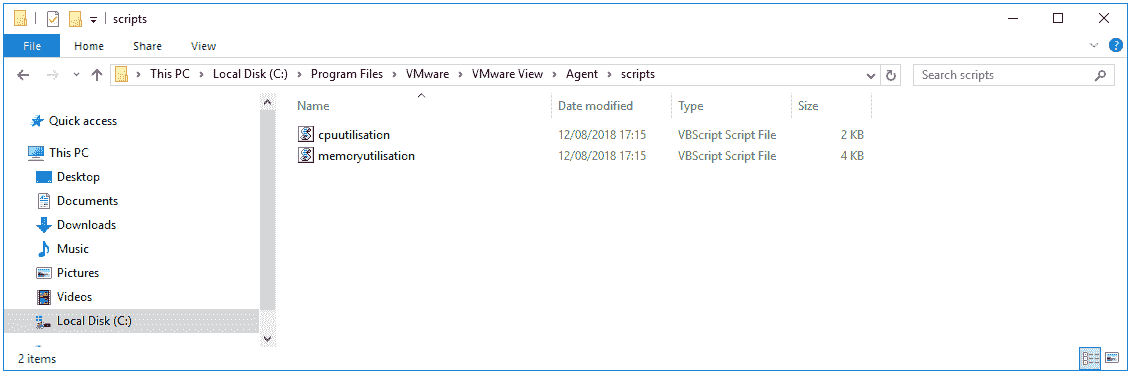 scripts
File Home Share View
This PC Local Disk (C:) Program Files VMware VMware View Agent scripts Search scripts
Quick access
This PC
Desktop
Documents
Downloads
Music
Pictures
Videos
Local Disk (C:)
Name Date modified Type Size
cpuutilisation 12/08/2018 17:15 VBScript Script File 2 KB
memoryutilisation 12/08/2018 17:15 VBScript Script File 4 KB
2 items